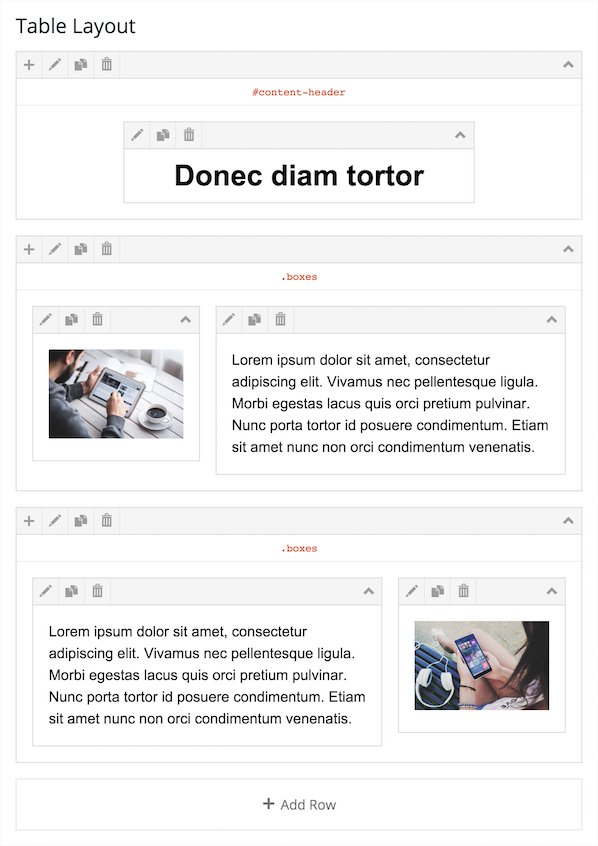 Table Layout
#content-header
Donec diam tortor
.boxes
Lorem ipsum dolor sit amet, consectetur
adipiscing elit. Vivamus nec pellentesque ligula.
Morbi egestas lacus quis orci pretium pulvinar.
Nunc porta tortor id posuere condimentum. Etiam
sit amet nunc non orci condimentum venenatis.
.boxes
Lorem ipsum dolor sit amet, consectetur
adipiscing elit. Vivamus nec pellentesque ligula.
Morbi egestas lacus quis orci pretium pulvinar.
Nunc porta tortor id posuere condimentum. Etiam
sit amet nunc non orci condimentum venenatis.
Add Row